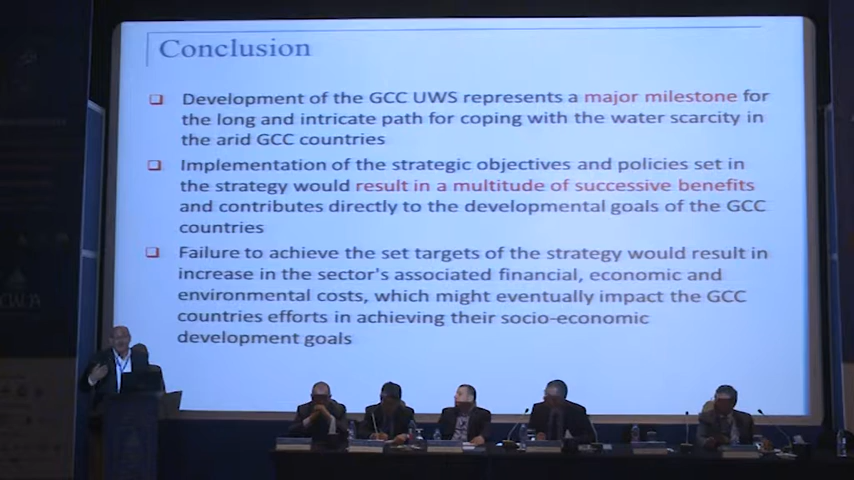 Conclusion
Development of the GCC UWS represents a major milestone for
the long and intricate path for coping with the water scarcity in
the arid GCC countries
Implementation of the strategic objectives and policies set in
the strategy would result in a multitude of successive benefits
and contributes directly to the developmental goals of the GCC
countries
Failure to achieve the set targets of the strategy would result in
increase in the sector's associated financial, economic and
environmental costs, which might eventually impact the GCC
countries efforts in achieving their socio-economic
development goals